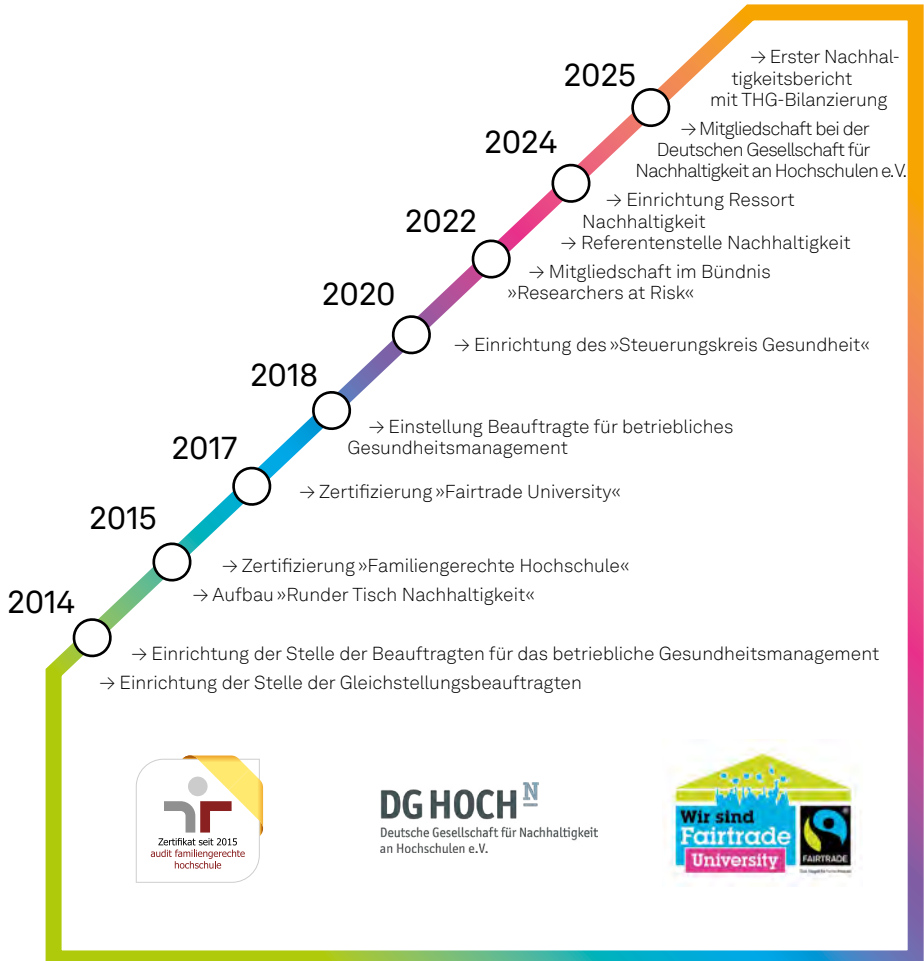 2025
→ Erster Nachhal-
tigkeitsbericht
mit THG-Bilanzierung
→ Mitgliedschaft bei der
Deutschen Gesellschaft für
Nachhaltigkeit an Hochschulen e.V.
2024
→ Einrichtung Ressort
Nachhaltigkeit
→ Referentenstelle Nachhaltigkeit
2022
→ Mitgliedschaft im Bündnis
»Researchers at Risk«
2020
→ Einrichtung des »Steuerungskreis Gesundheit«
2018
→ Einstellung Beauftragte für betriebliches
Gesundheitsmanagement
2017
→ Zertifizierung »Fairtrade University«
2015
→ Zertifizierung »Familiengerechte Hochschule«
→ Aufbau »Runder Tisch Nachhaltigkeit«
2014
→ Einrichtung der Stelle der Beauftragten für das betriebliche Gesundheitsmanagement
→ Einrichtung der Stelle der Gleichstellungsbeauftragten
Zertifikat seit 2015
audit familiengerechte
hochschule
DG HOCH N
Deutsche Gesellschaft für Nachhaltigkeit
an Hochschulen e.V.
Wir sind
Fairtrade
University
FAIRTRADE